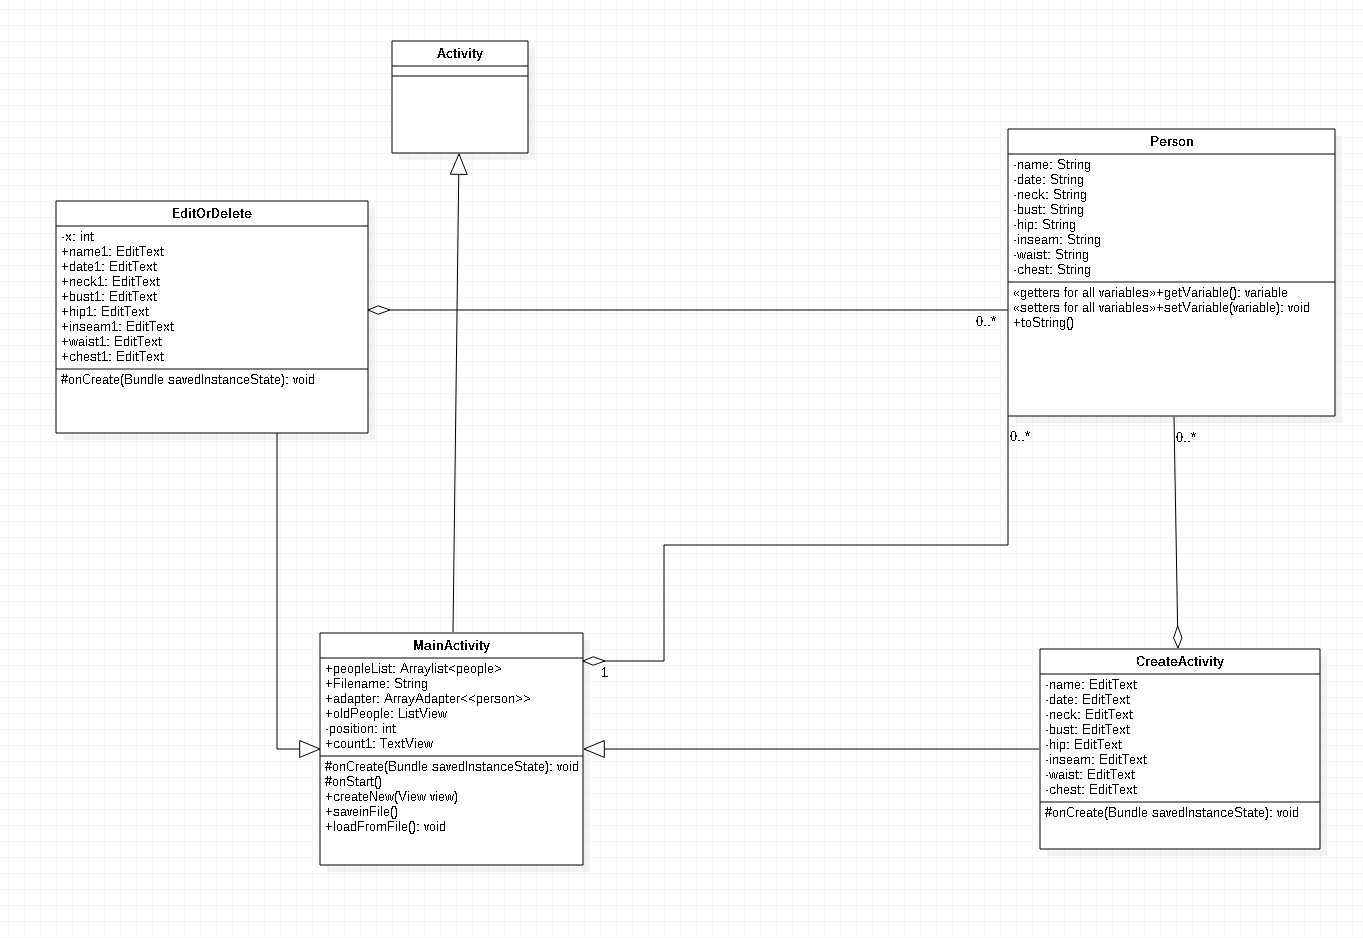 Activity
EditOrDelete
-x: int
+name1: EditText
+date1: EditText
+neck1: EditText
+bust1: EditText
+hip1: EditText
+inseam1: EditText
+waist1: EditText
+chest1: EditText
#onCreate(Bundle savedInstanceState): void
Person
-name: String
-date: String
-neck: String
-bust: String
-hip: String
-inseam: String
-waist: String
-chest: String
«getters for all variables»+getVariable(): variable
«setters for all variables»+setVariable(variable): void
+toString()
0..*
0..*
0..*
MainActivity
+peopleList: Arraylist<people>
+Filename: String
+adapter: ArrayAdapter<<person>>
+oldPeople: ListView
-position: int
+count1: TextView
#onCreate(Bundle savedInstanceState): void
#onStart()
+createNew(View view)
+saveinFile()
+loadFromFile(): void
1
CreateActivity
-name: EditText
-date: EditText
-neck: EditText
-bust: EditText
-hip: EditText
-inseam: EditText
-waist: EditText
-chest: EditText
#onCreate(Bundle savedInstanceState): void